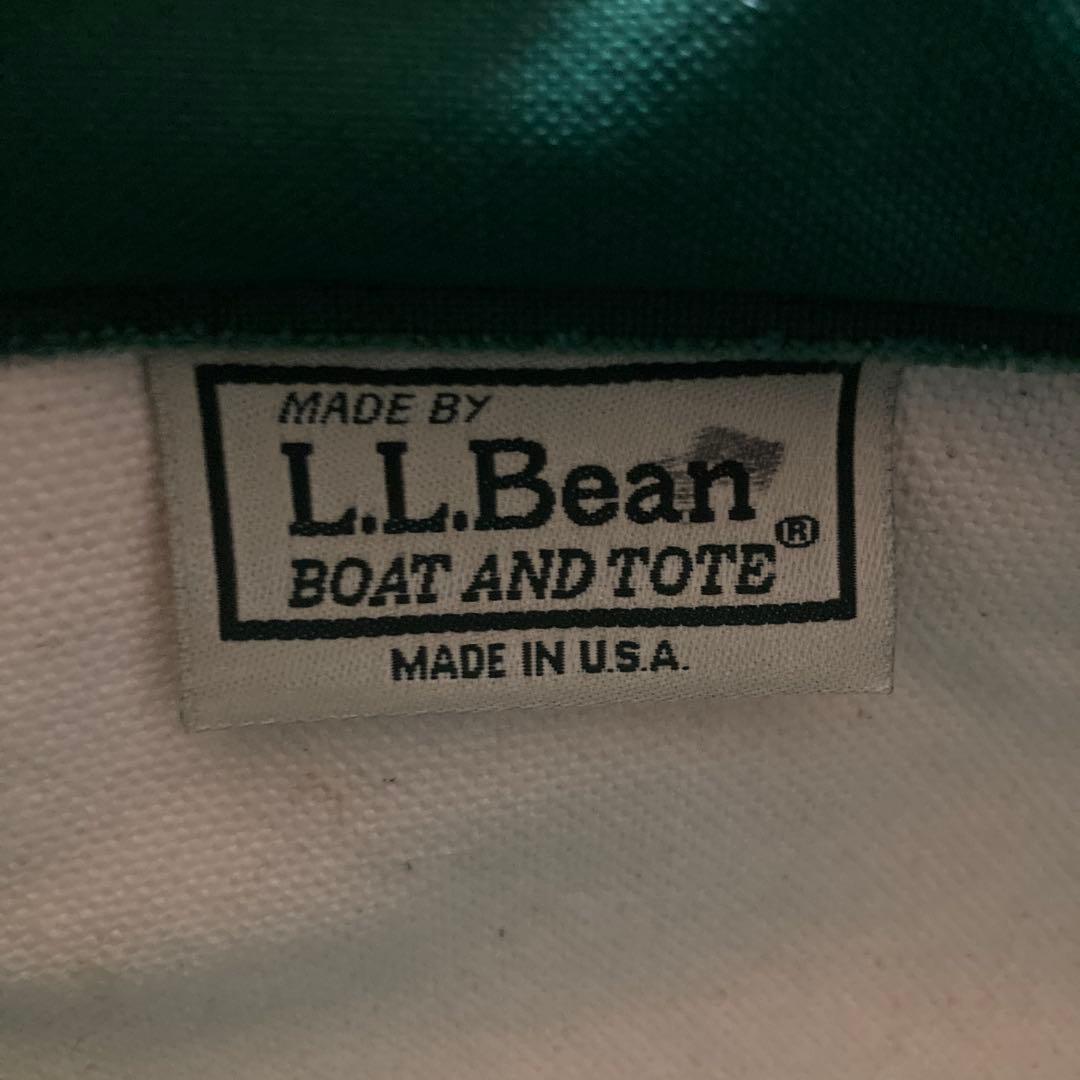 MADE BY
L.L.Bean
BOAT AND TOTE®
MADE IN U.S.A.